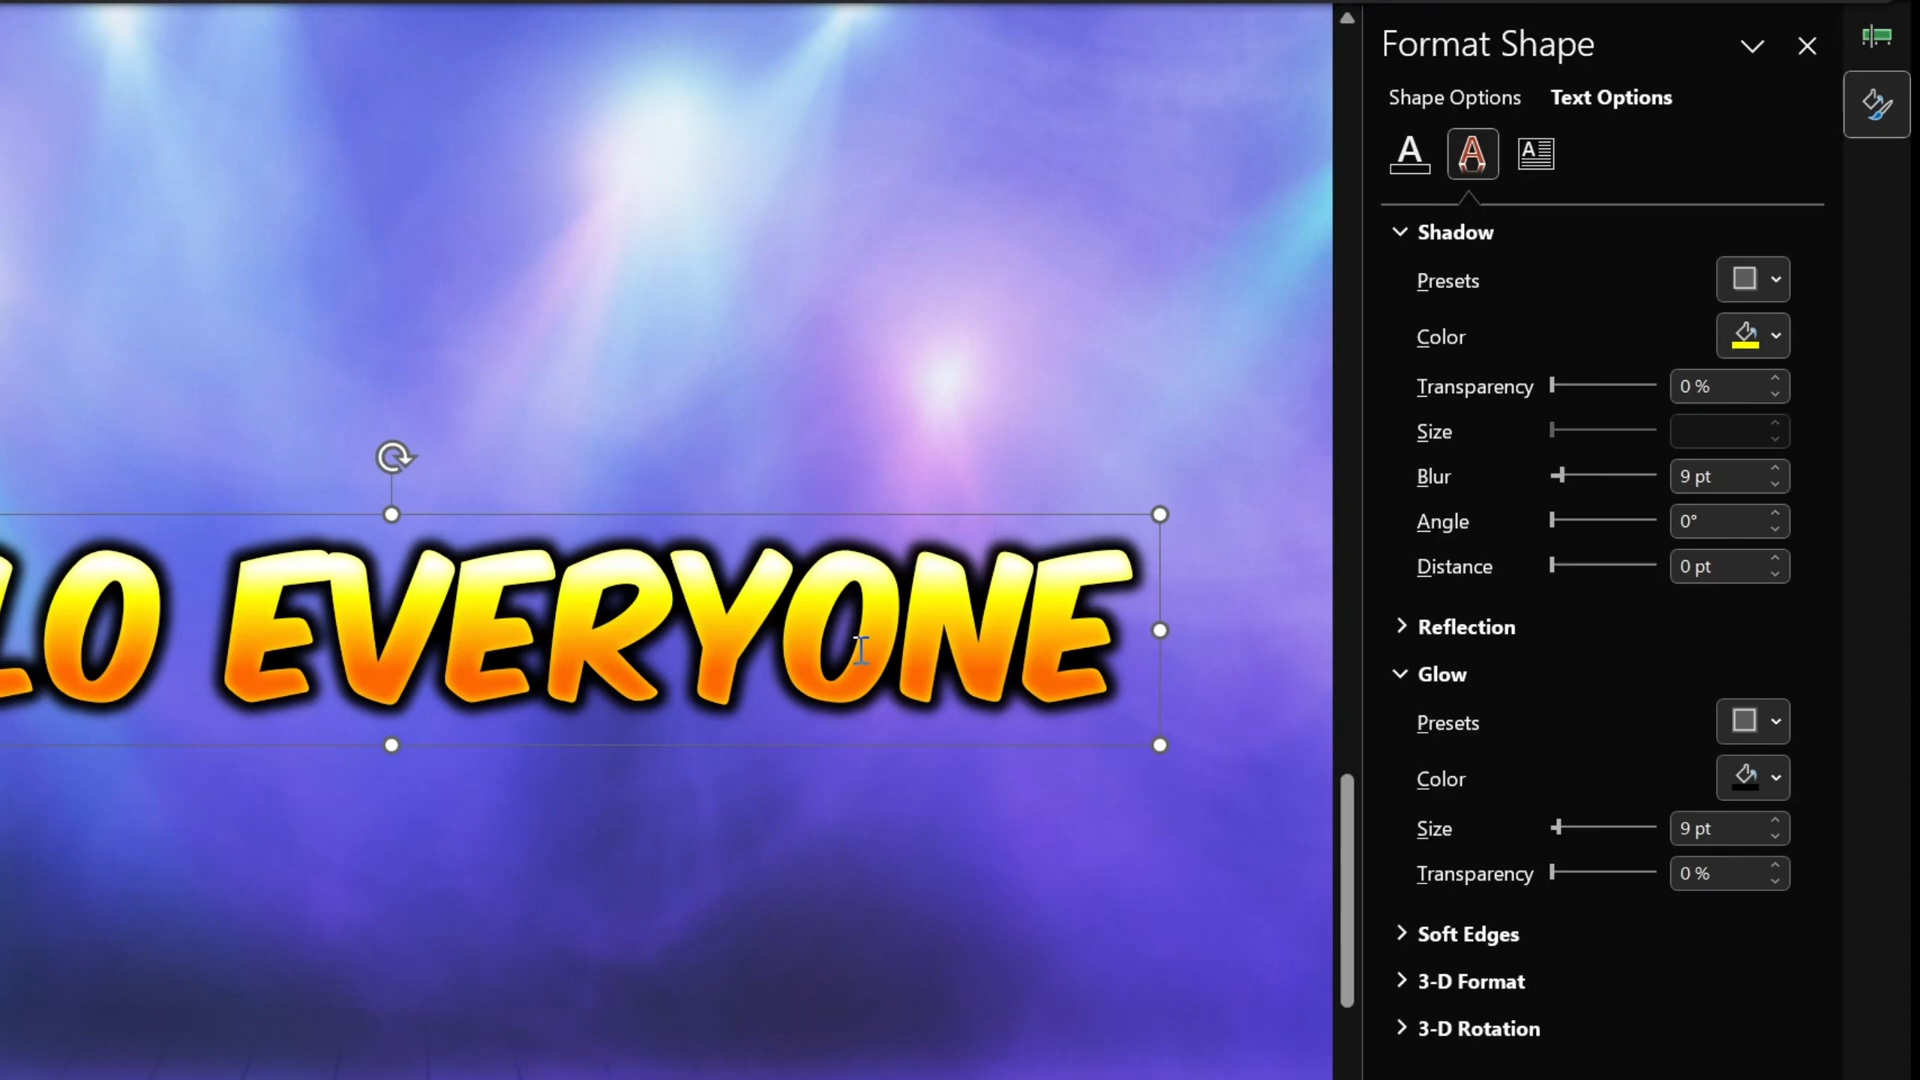 Format Shape
Shape Options Text Options
A A A
Shadow
Presets
Color
Transparency 0 %
Size
Blur 9 pt
Angle 0°
Distance 0 pt
LO EVERYONE
Reflection
Glow
Presets
Color
Size 9 pt
Transparency 0 %
Soft Edges
3-D Format
3-D Rotation